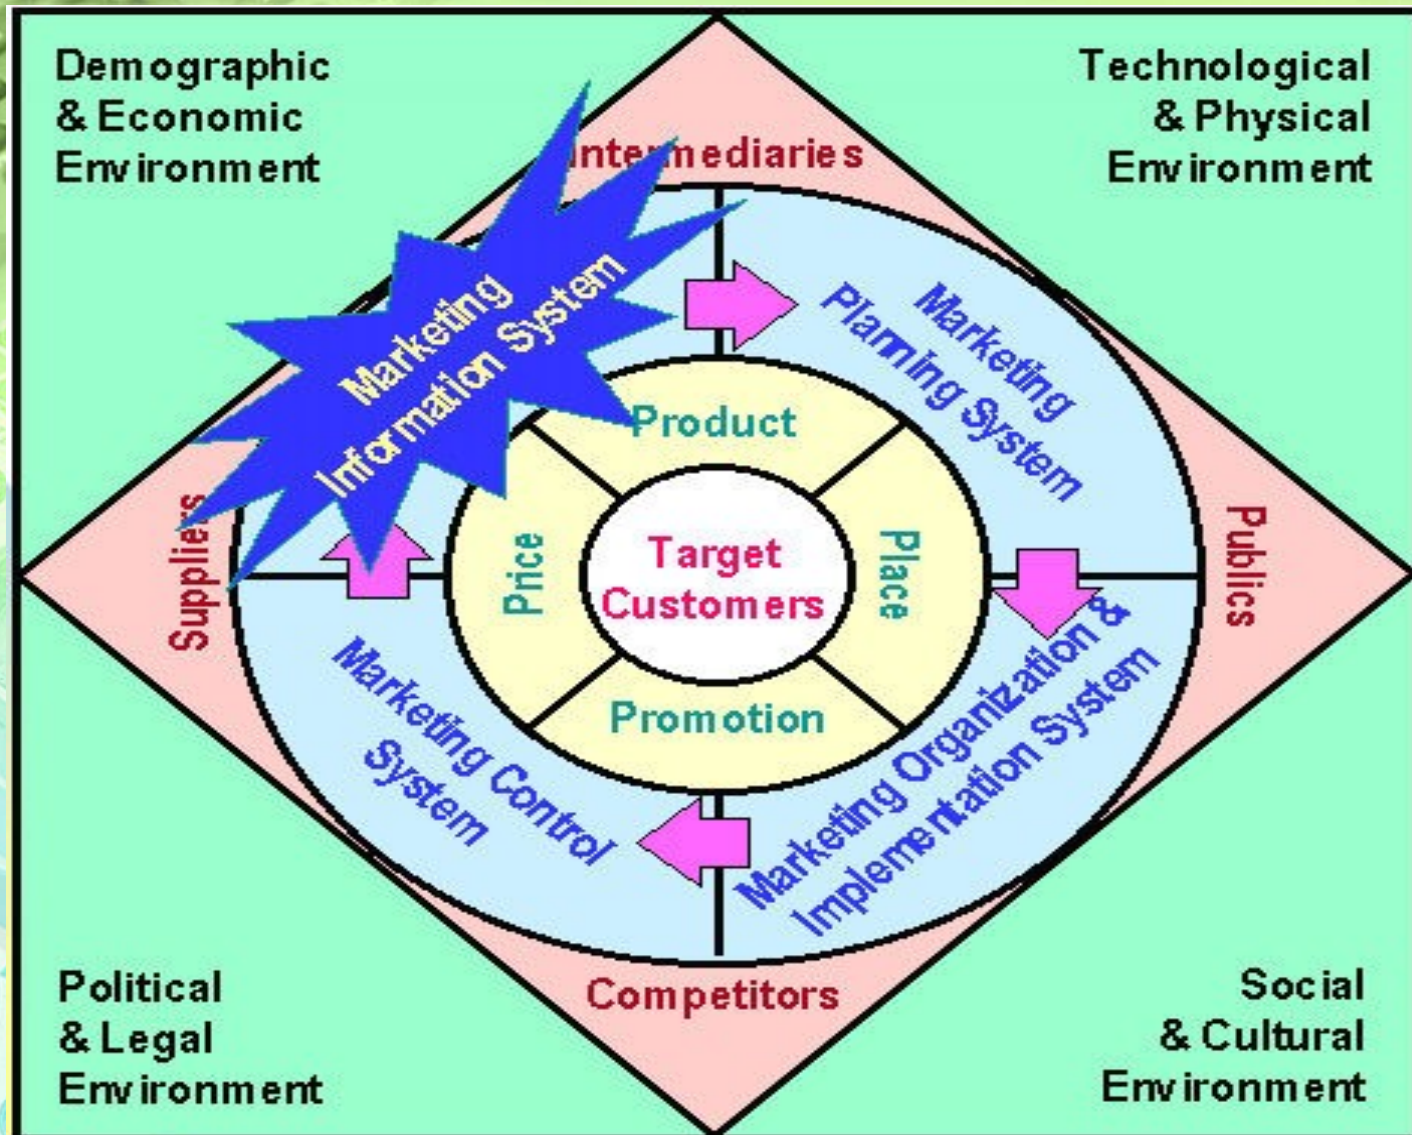 Demographic
& Economic
Environment
Technological
& Physical
Environment
Intermediaries
Marketing
Information System
Marketing
Planning System
Product
Suppliers
Price
Target
Customers
Place
Publics
Promotion
Marketing Control
System
Marketing Organization &
Implementation System
Competitors
Political
& Legal
Environment
Social
& Cultural
Environment